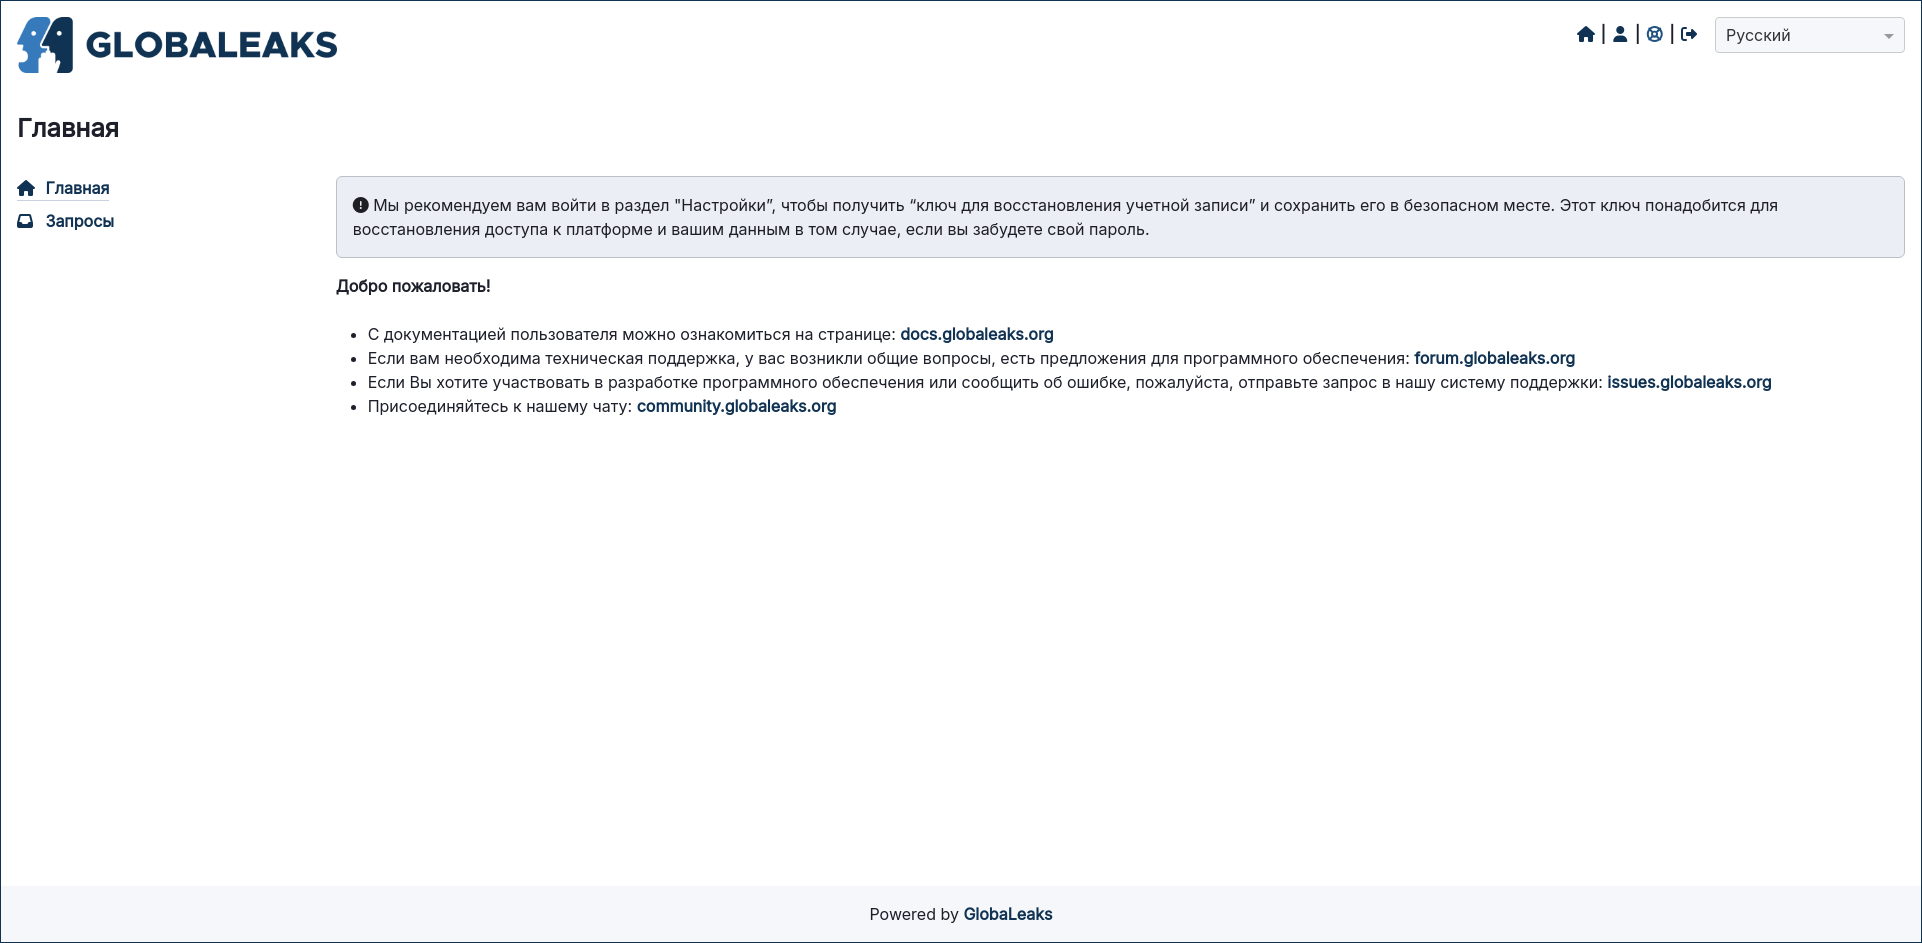 GLOBALEAKS
Русский
Главная
Главная
Запросы
Мы рекомендуем вам войти в раздел "Настройки”, чтобы получить “ключ для восстановления учетной записи” и сохранить его в безопасном месте. Этот ключ понадобится для
восстановления доступа к платформе и вашим данным в том случае, если вы забудете свой пароль.
Добро пожаловать!
• С документацией пользователя можно ознакомиться на странице: docs.globaleaks.org
• Если вам необходима техническая поддержка, у вас возникли общие вопросы, есть предложения для программного обеспечения: forum.globaleaks.org
• Если Вы хотите участвовать в разработке программного обеспечения или сообщить об ошибке, пожалуйста, отправьте запрос в нашу систему поддержки: issues.globaleaks.org
• Присоединяйтесь к нашему чату: community.globaleaks.org
Powered by GlobaLeaks